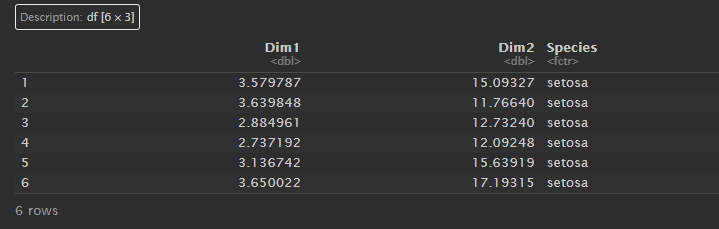 Description: df [6 × 3]
Dim1 Dim2 Species
<dbl> <dbl> <fctr>
1 3.579787 15.09327 setosa
2 3.639848 11.76640 setosa
3 2.884961 12.73240 setosa
4 2.737192 12.09248 setosa
5 3.136742 15.63919 setosa
6 3.650022 17.19315 setosa
6 rows